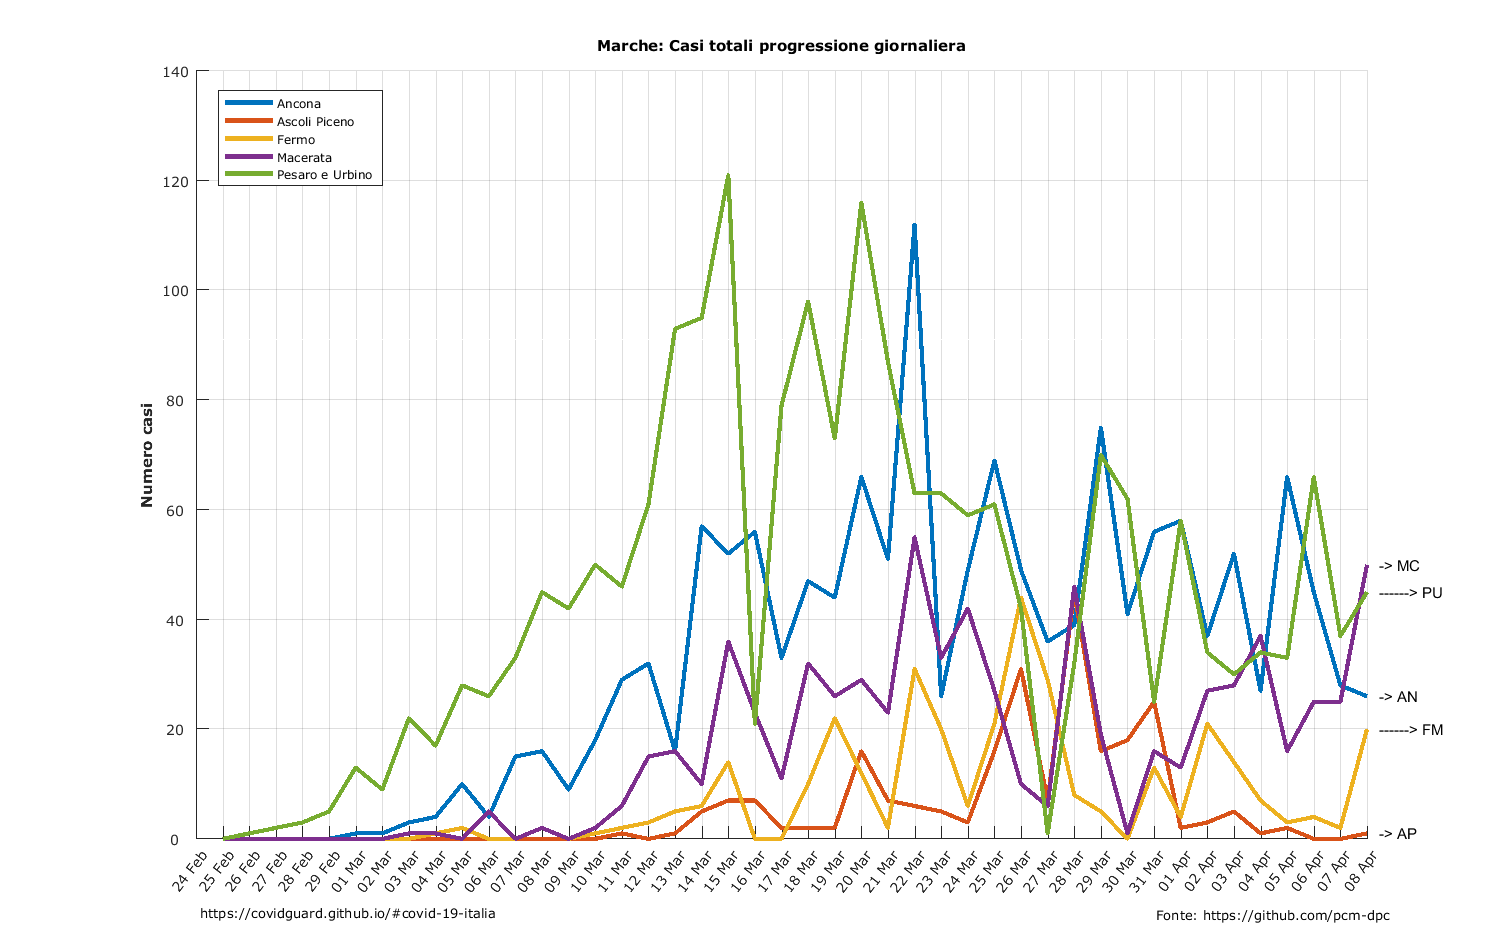 Marche: Casi totali progressione giornaliera
140
120
100
80
60
40
20
0
Numero casi
Ancona
Ascoli Piceno
Fermo
Macerata
Pesaro e Urbino
-> MC
------> PU
-> AN
------> FM
-> AP
24 Feb
25 Feb
26 Feb
27 Feb
28 Feb
29 Feb
01 Mar
02 Mar
03 Mar
04 Mar
05 Mar
06 Mar
07 Mar
08 Mar
09 Mar
10 Mar
11 Mar
12 Mar
13 Mar
14 Mar
15 Mar
16 Mar
17 Mar
18 Mar
19 Mar
20 Mar
21 Mar
22 Mar
23 Mar
24 Mar
25 Mar
26 Mar
27 Mar
28 Mar
29 Mar
30 Mar
31 Mar
01 Apr
02 Apr
03 Apr
04 Apr
05 Apr
06 Apr
07 Apr
08 Apr
https://covidguard.github.io/#covid-19-italia
Fonte: https://github.com/pcm-dpc